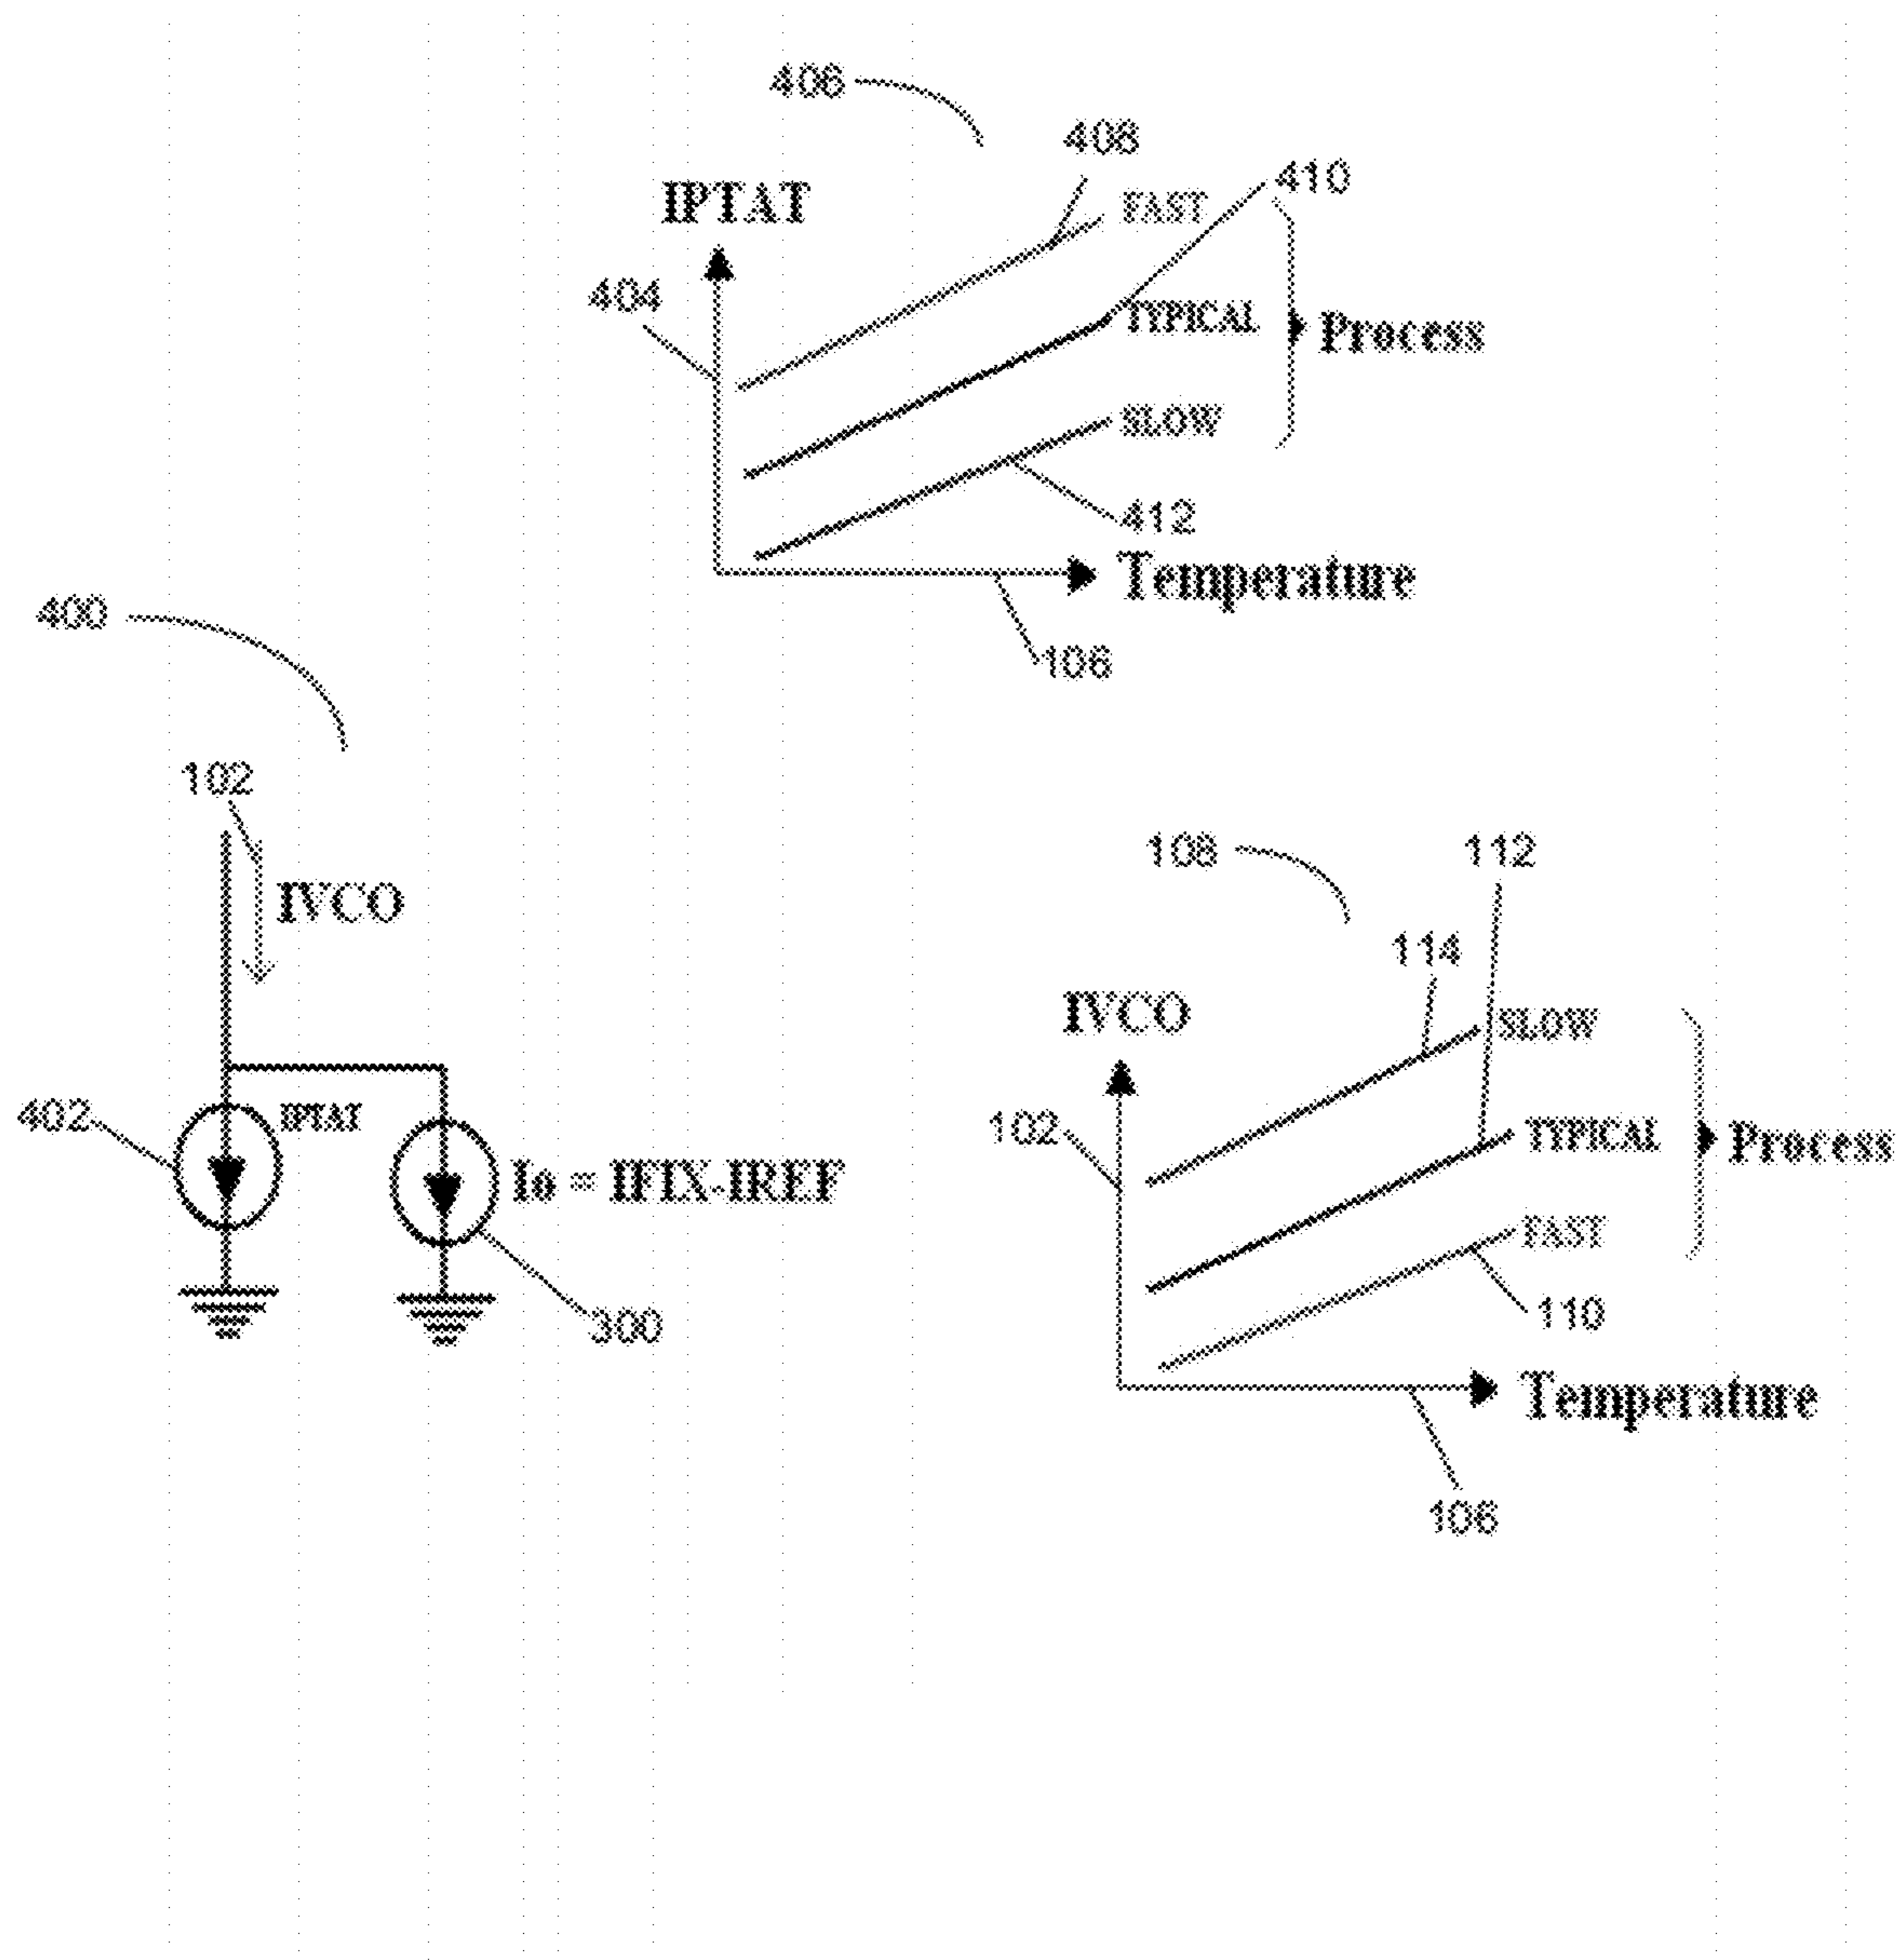 406
408
410
IPTAT
FAST
404
TYPICAL
Process
SLOW
412
Temperature
106
400
102
IVCO
402
IPTAT
Io = IFIX-IREF
300
108
112
114
IVCO
SLOW
102
TYPICAL
Process
FAST
110
Temperature
106